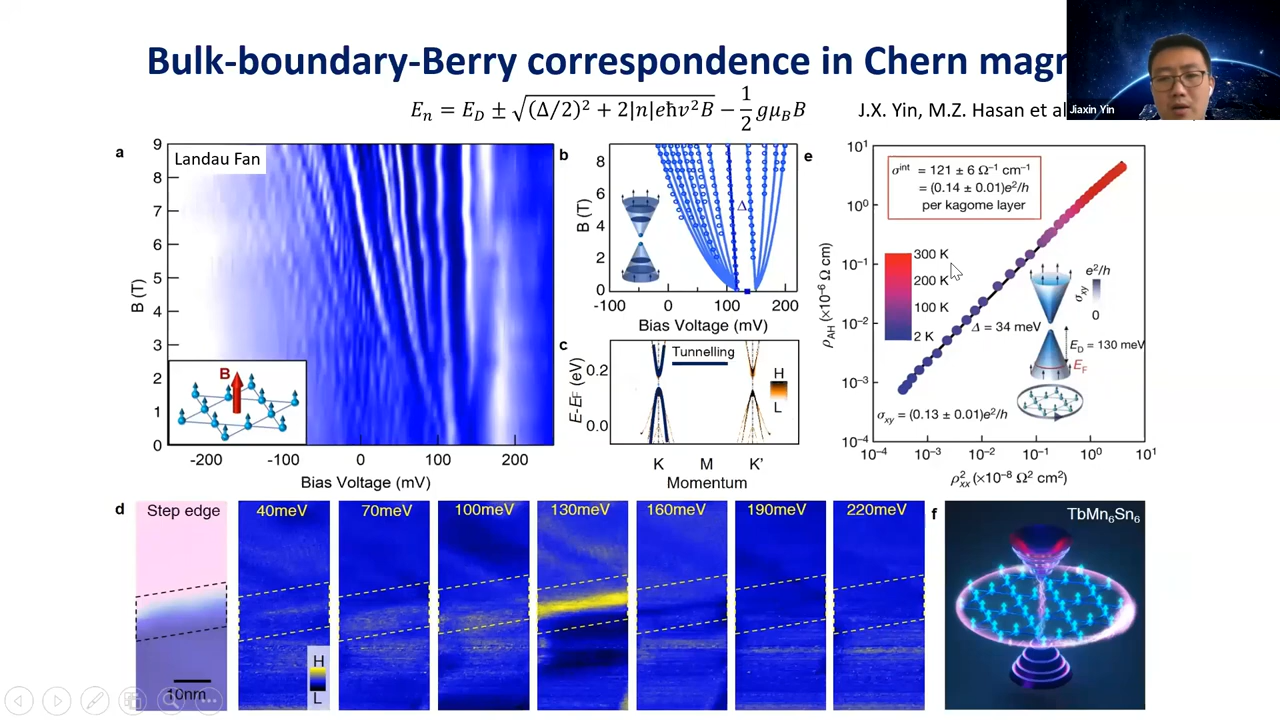 Bulk-boundary-Berry correspondence in Chern
Jiaxin Yin
E_n = E_D ± √((Δ/2)² + 2|n|eħv²B) − 1/2 gμ_B B
J.X. Yin, M.Z. Hasan et al
a
Landau Fan
9
8
7
6
5
4
3
2
1
0
B (T)
B
-200
-100
0
100
200
Bias Voltage (mV)
b
8
6
4
2
0
B (T)
Δ
-100
0
100
200
Bias Voltage (mV)
c
Tunnelling
0.2
0.0
E-E_F (eV)
H
L
K
M
K'
Momentum
e
10¹
10⁰
10⁻¹
10⁻²
10⁻³
10⁻⁴
ρ_AH (×10⁻⁶ Ω cm)
σ^int = 121 ± 6 Ω⁻¹ cm⁻¹
= (0.14 ± 0.01)e²/h
per kagome layer
300 K
200 K
100 K
2 K
e²/h
σ_xy
0
Δ = 34 meV
E_D = 130 meV
E_F
σ_xy = (0.13 ± 0.01)e²/h
10⁻⁴
10⁻³
10⁻²
10⁻¹
10⁰
10¹
ρ²_xx (×10⁻⁸ Ω² cm²)
d
Step edge
10nm
40meV
H
L
70meV
100meV
130meV
160meV
190meV
220meV
f
TbMn₆Sn₆